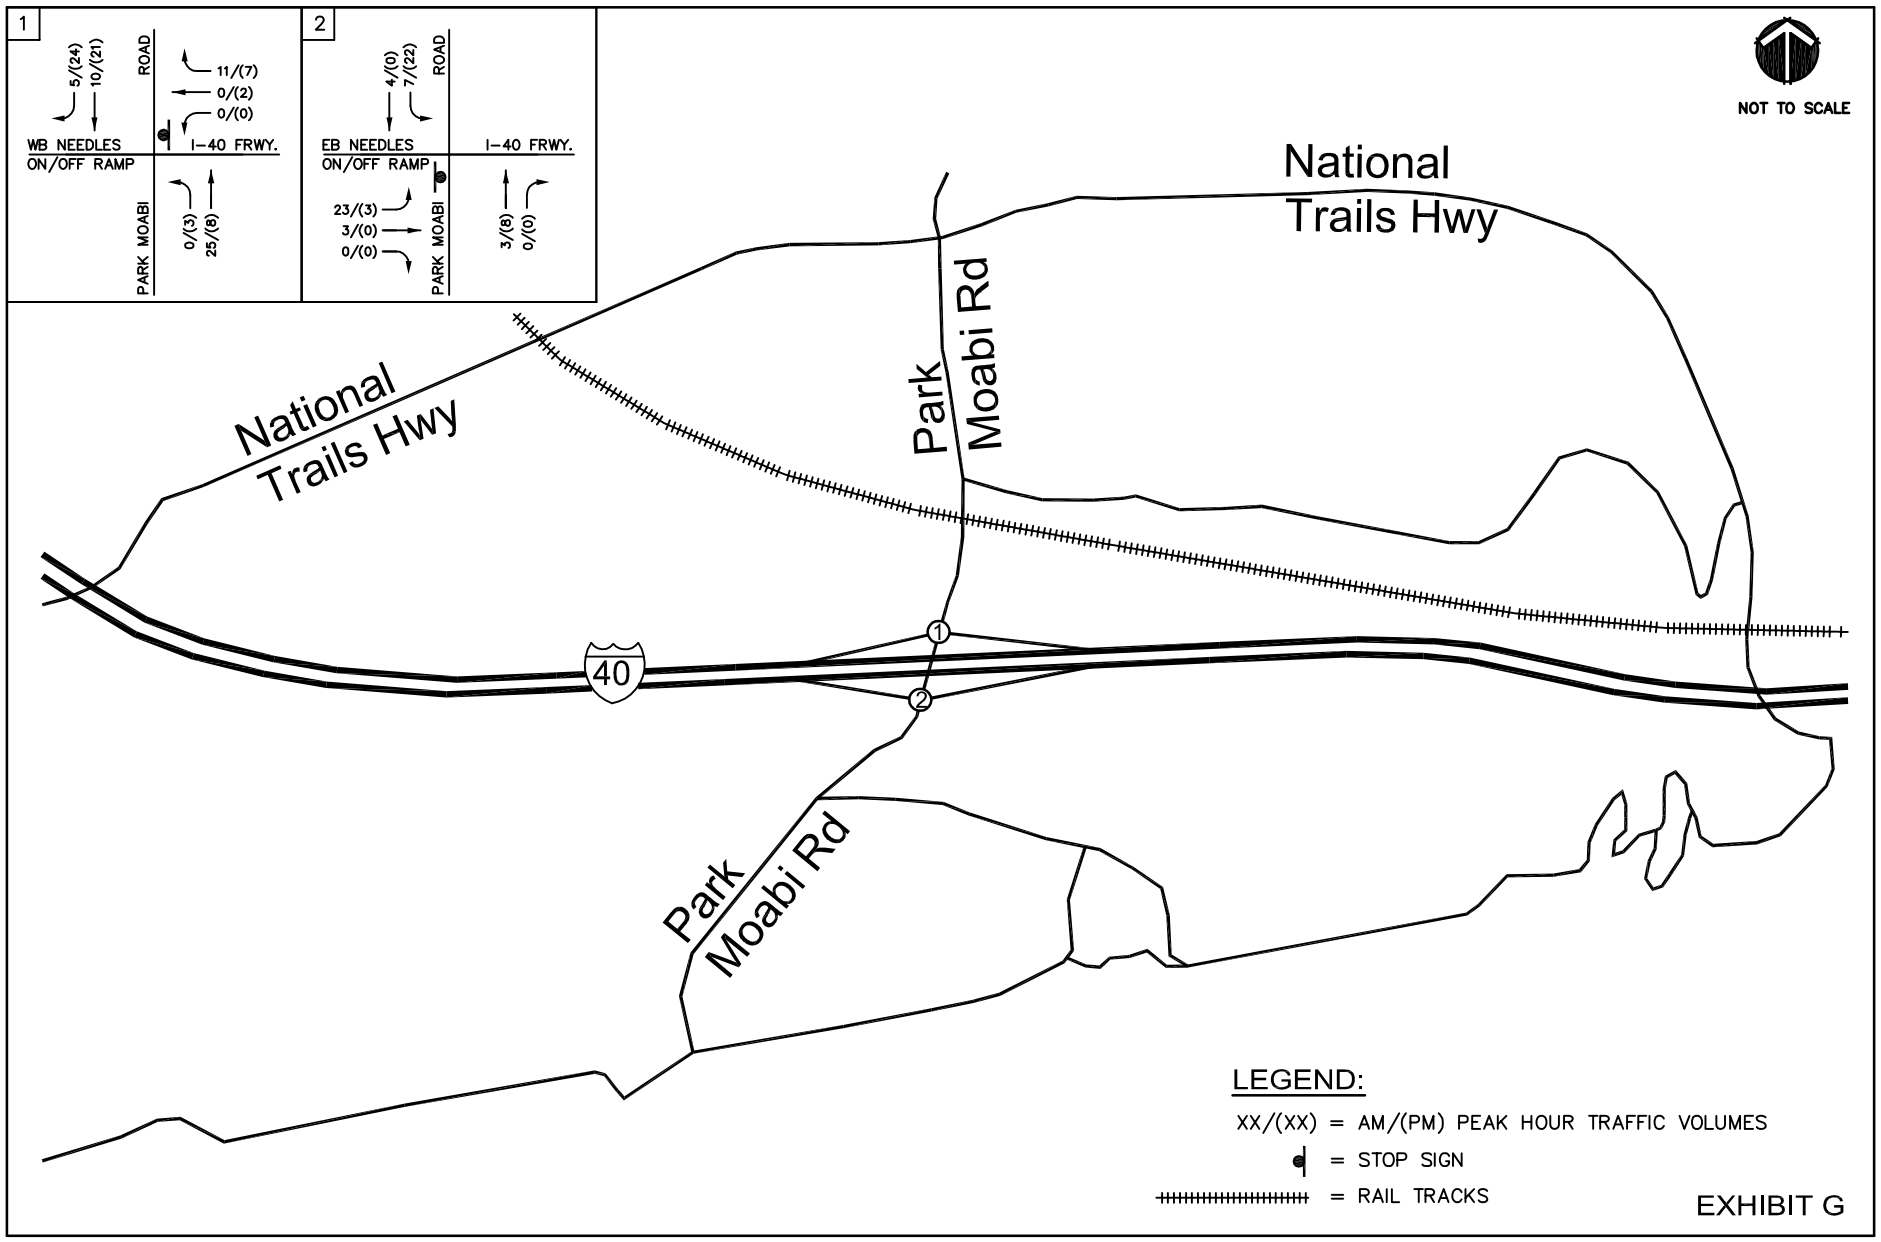 1
5/(24)
10/(21)
ROAD
11/(7)
0/(2)
0/(0)
WB NEEDLES
ON/OFF RAMP
I-40 FRWY.
PARK MOABI
0/(3)
25/(8)
2
4/(0)
7/(22)
ROAD
EB NEEDLES
ON/OFF RAMP
I-40 FRWY.
23/(3)
3/(0)
0/(0)
PARK MOABI
3/(8)
0/(0)
NOT TO SCALE
National
Trails Hwy
Park
Moabi Rd
National
Trails Hwy
1
40
2
Park
Moabi Rd
LEGEND:
XX/(XX) = AM/(PM) PEAK HOUR TRAFFIC VOLUMES
= STOP SIGN
= RAIL TRACKS
EXHIBIT G